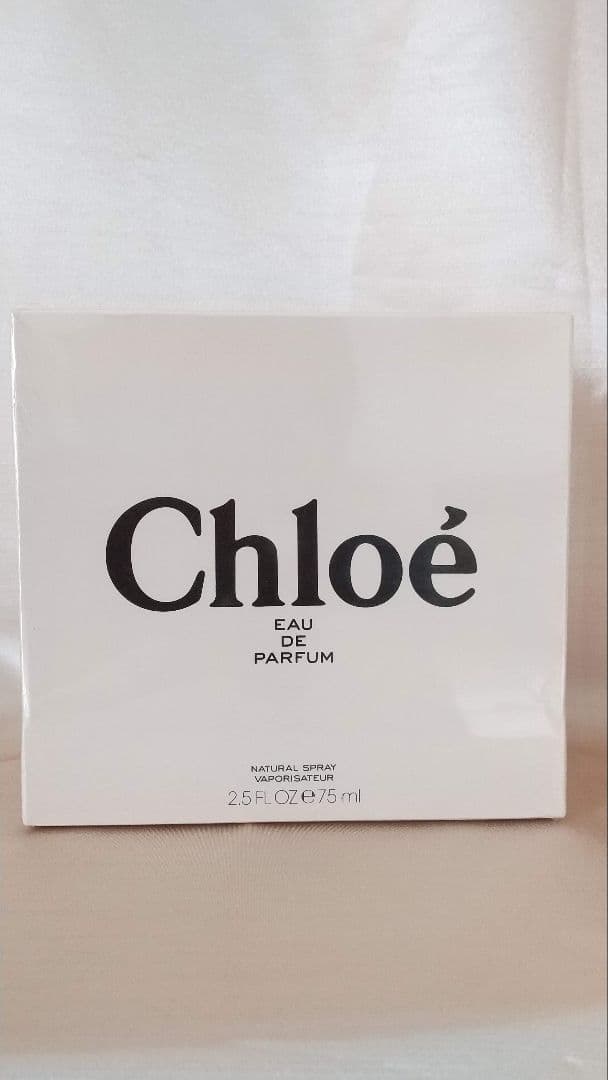 Chloé
EAU
DE
PARFUM
NATURAL SPRAY
VAPORISATEUR
2.5 FL OZ ℮ 75 ml